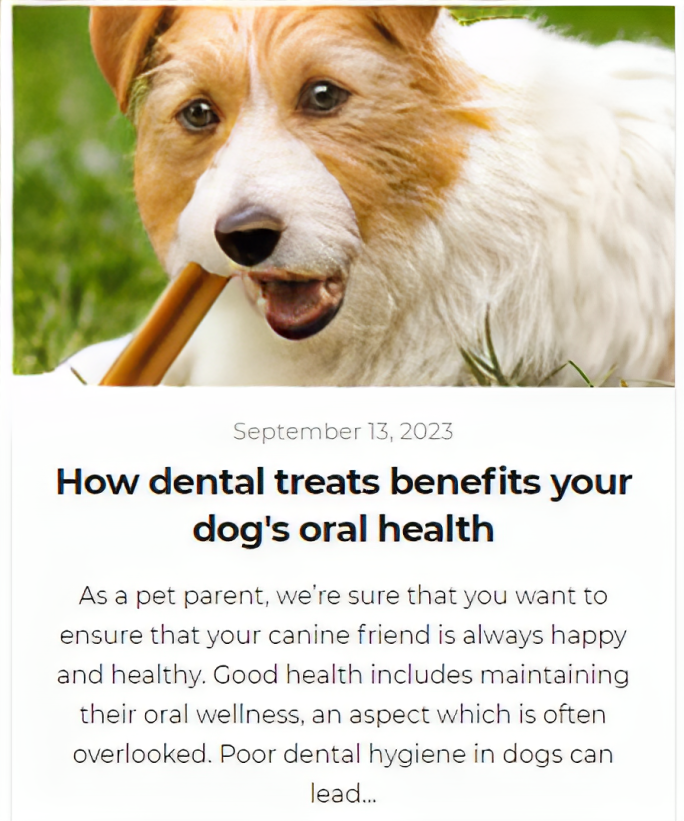 September 13, 2023
How dental treats benefits your
dog's oral health
As a pet parent, we’re sure that you want to
ensure that your canine friend is always happy
and healthy. Good health includes maintaining
their oral wellness, an aspect which is often
overlooked. Poor dental hygiene in dogs can
lead...